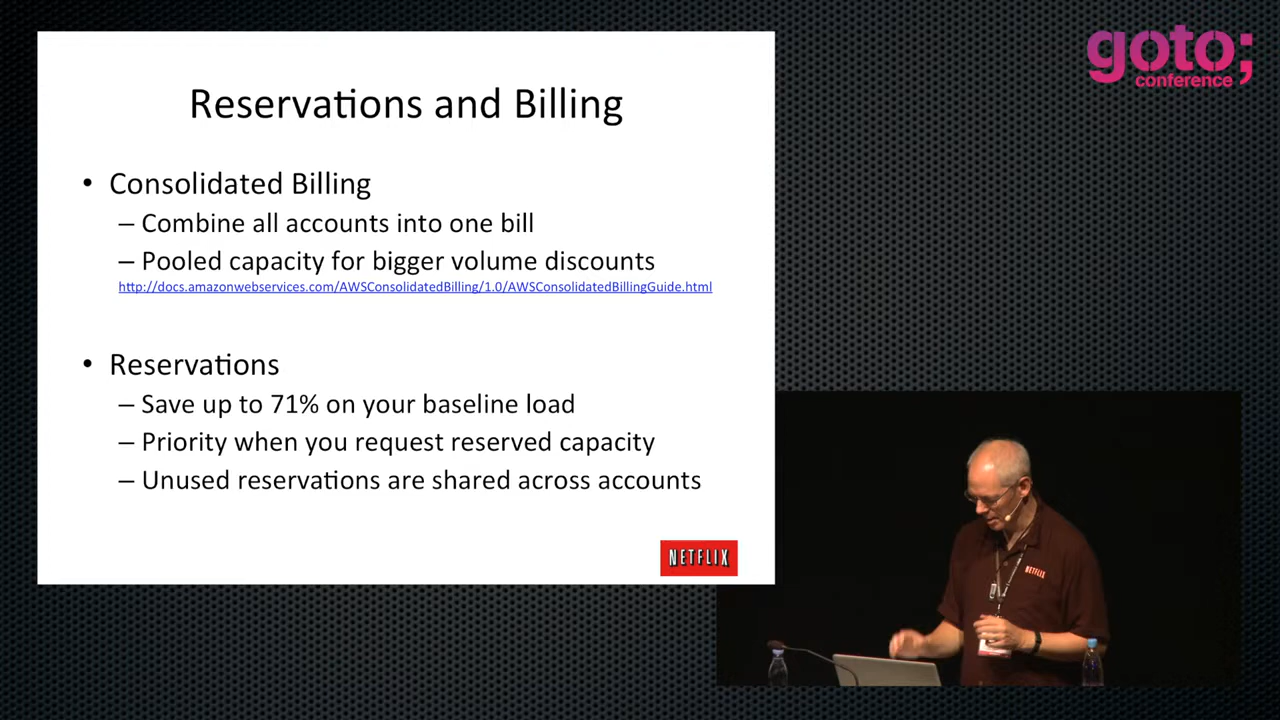 goto;
conference
Reservations and Billing
• Consolidated Billing
– Combine all accounts into one bill
– Pooled capacity for bigger volume discounts
http://docs.amazonwebservices.com/AWSConsolidatedBilling/1.0/AWSConsolidatedBillingGuide.html
• Reservations
– Save up to 71% on your baseline load
– Priority when you request reserved capacity
– Unused reservations are shared across accounts
NETFLIX
NETFLIX